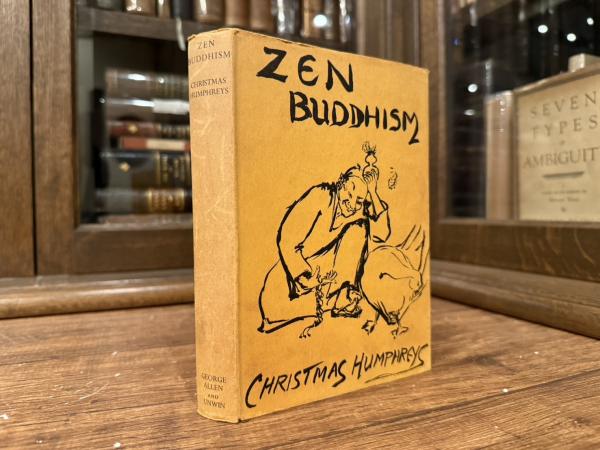 ZEN
BUDDHISM
CHRISTMAS
HUMPHREYS
GEORGE
ALLEN
AND
UNWIN
ZEN
BUDDHISM
CHRISTMAS HUMPHREYS
SEVEN
TYPES
AMBIGUIT